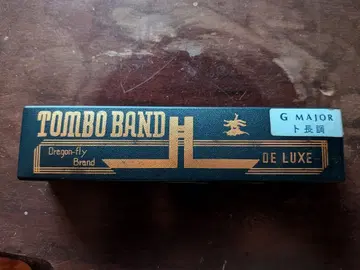 TOMBO BAND
Dragon-fly
Brand
DE LUXE
G MAJOR
ト長調